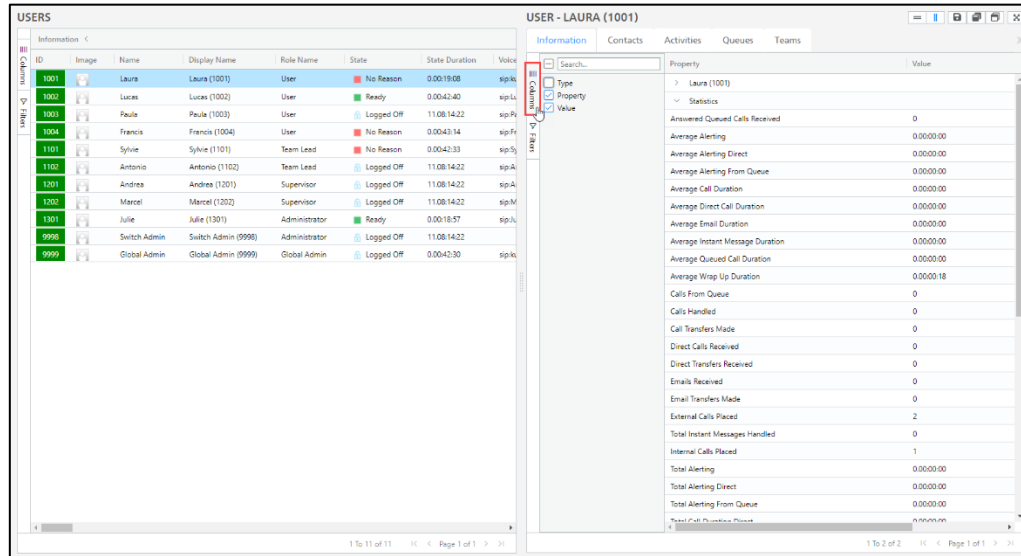 USERS
Information <
Columns
Filters
ID Image Name Display Name Role Name State State Duration Voice
1001 Laura Laura (1001) User No Reason 0.00:19:08
1002 Lucas Lucas (1002) User Ready 0.00:42:40
1003 Paula Paula (1003) User Logged Off 11.08:14:22
1004 Francis Francis (1004) User No Reason 0.00:43:14
1101 Sylvie Sylvie (1101) Team Lead No Reason 0.00:42:33
1102 Antonio Antonio (1102) Team Lead Logged Off 11.08:14:22
1201 Andrea Andrea (1201) Supervisor Logged Off 11.08:14:22
1202 Marcel Marcel (1202) Supervisor Logged Off 11.08:14:22
1301 Julie Julie (1301) Administrator Ready 0.00:18:57
9998 Switch Admin Switch Admin (9998) Administrator Logged Off 11.08:14:22
9999 Global Admin Global Admin (9999) Global Admin Logged Off 0.00:42:30
1 To 11 of 11 Page 1 of 1
USER - LAURA (1001)
Information Contacts Activities Queues Teams
Columns
Filters
Search...
Type
Property
Value
Property Value
Laura (1001)
Statistics
Answered Queued Calls Received 0
Average Alerting 0.00:00:00
Average Alerting Direct 0.00:00:00
Average Alerting From Queue 0.00:00:00
Average Call Duration 0.00:00:00
Average Direct Call Duration 0.00:00:00
Average Email Duration 0.00:00:00
Average Instant Message Duration 0.00:00:00
Average Queued Call Duration 0.00:00:00
Average Wrap Up Duration 0.00:00:18
Calls From Queue 0
Calls Handled 0
Call Transfers Made 0
Direct Calls Received 0
Direct Transfers Received 0
Emails Received 0
Email Transfers Made 0
External Calls Placed 2
Total Instant Messages Handled 0
Internal Calls Placed 1
Total Alerting 0.00:00:00
Total Alerting Direct 0.00:00:00
Total Alerting From Queue 0.00:00:00
Total Call Duration Direct 0.00:00:00
1 To 2 of 2 Page 1 of 1